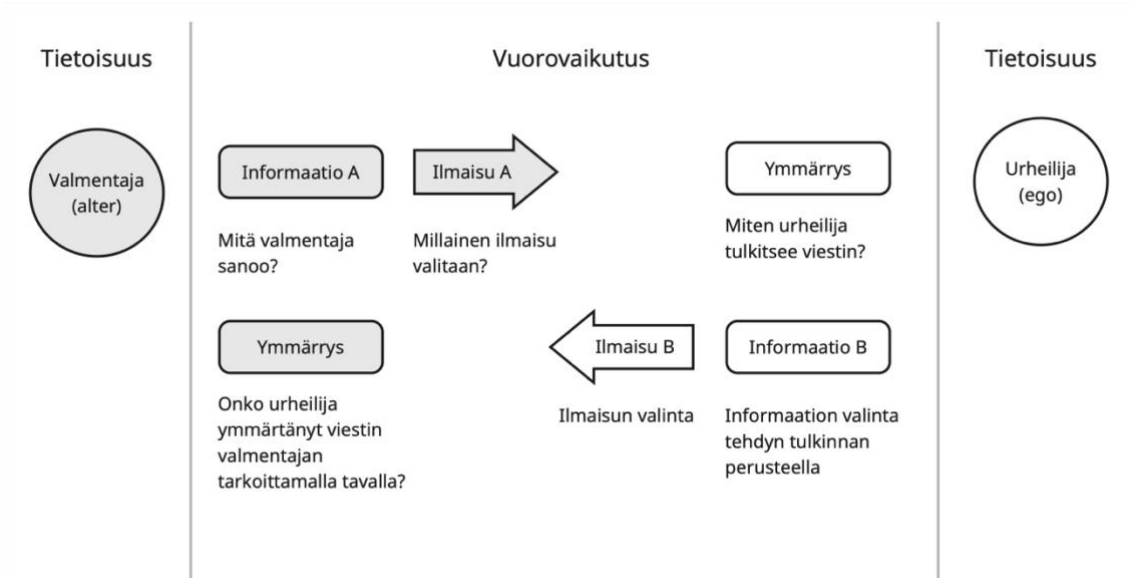 Tietoisuus
Vuorovaikutus
Tietoisuus
Valmentaja
(alter)
Informaatio A
Ilmaisu A
Ymmärrys
Urheilija
(ego)
Mitä valmentaja
sanoo?
Millainen ilmaisu
valitaan?
Miten urheilija
tulkitsee viestin?
Ymmärrys
Ilmaisu B
Informaatio B
Onko urheilija
ymmärtänyt viestin
valmentajan
tarkoittamalla tavalla?
Ilmaisun valinta
Informaation valinta
tehdyn tulkinnan
perusteella